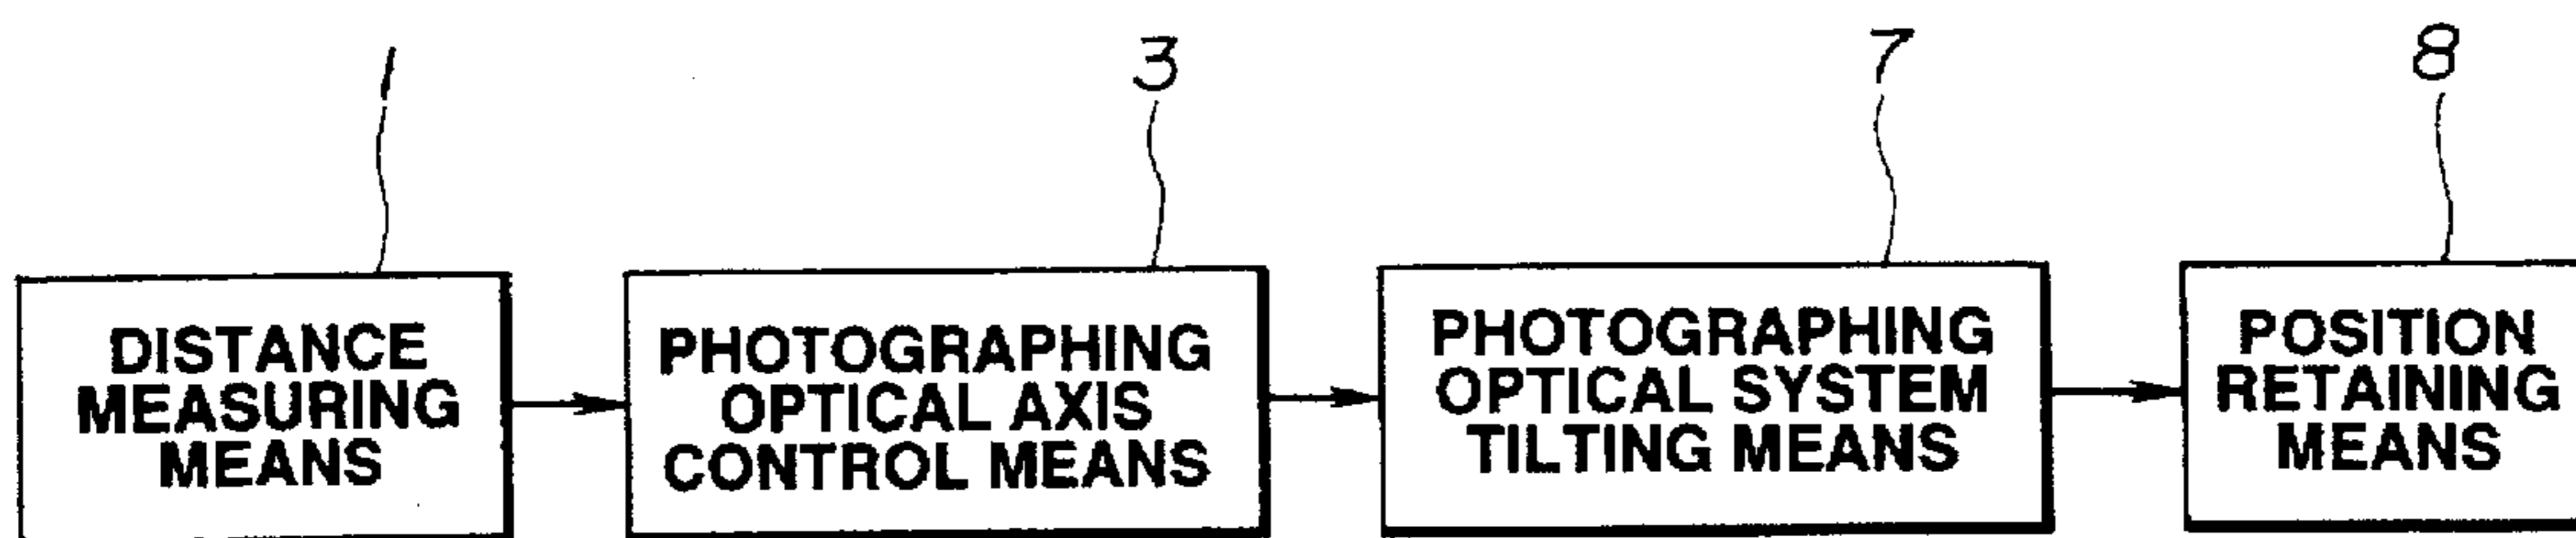 1 3 7 8
DISTANCE
MEASURING
MEANS
PHOTOGRAPHING
OPTICAL AXIS
CONTROL MEANS
PHOTOGRAPHING
OPTICAL SYSTEM
TILTING MEANS
POSITION
RETAINING
MEANS